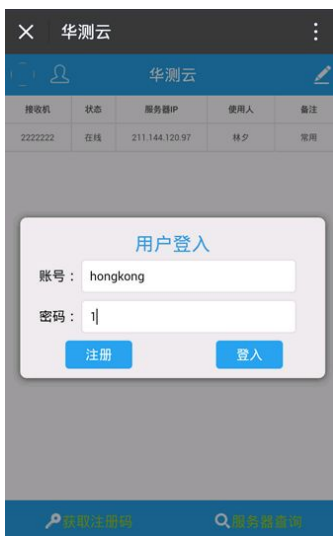 华测云
华测云
接收机 状态 服务器IP 使用人 备注
2222222 在线 211.144.120.97 林夕 常用
用户登入
账号： hongkong
密码： 1
注册 登入
获取注册码 服务器查询